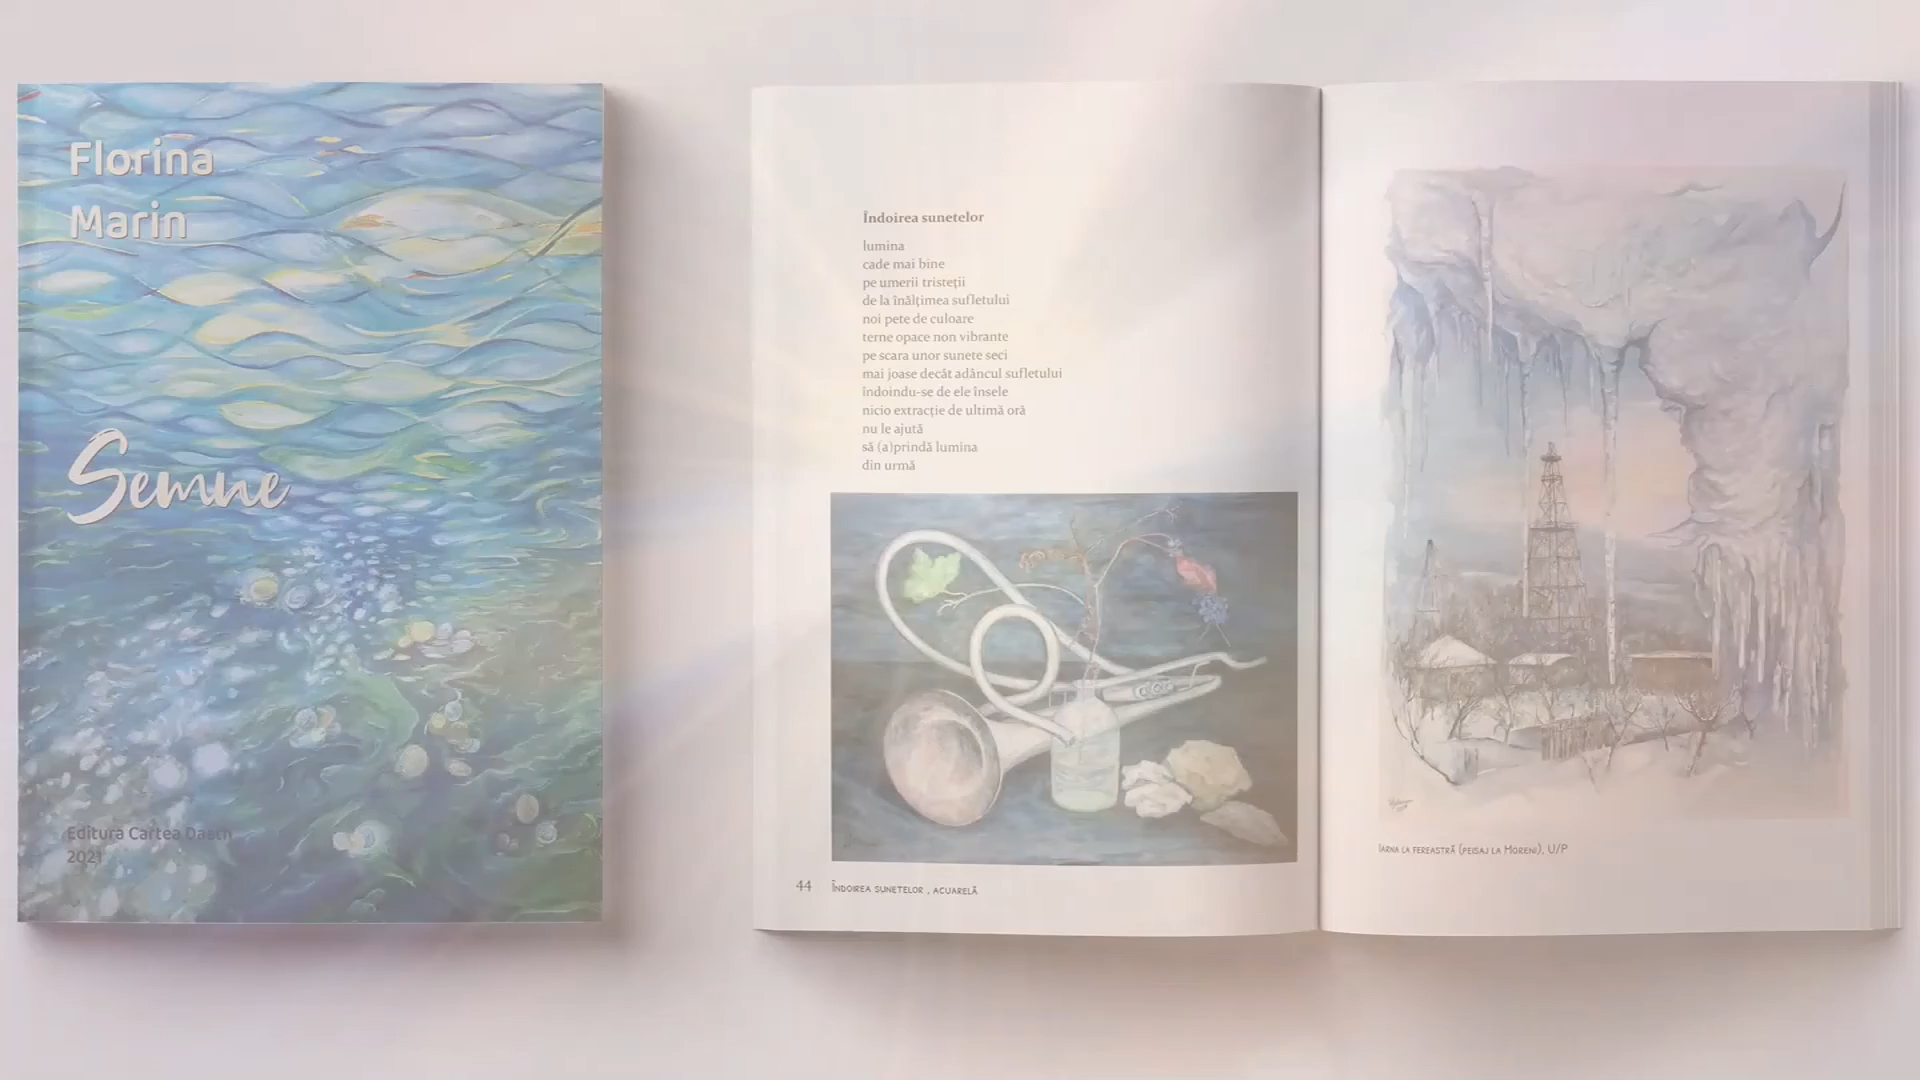 Florina
Marin
Semne
Editura Cartea Daath
2021
Îndoirea sunetelor
lumina
cade mai bine
pe umerii tristeții
de la înălțimea sufletului
noi pete de culoare
terne opace non vibrante
pe scara unor sunete seci
mai joase decât adâncul sufletului
îndoindu-se de ele însele
nicio extracție de ultimă oră
nu le ajută
să (a)prindă lumina
din urmă
44
Îndoirea sunetelor , acuarelă
Iarna la fereastră (peisaj la Moreni), U/P